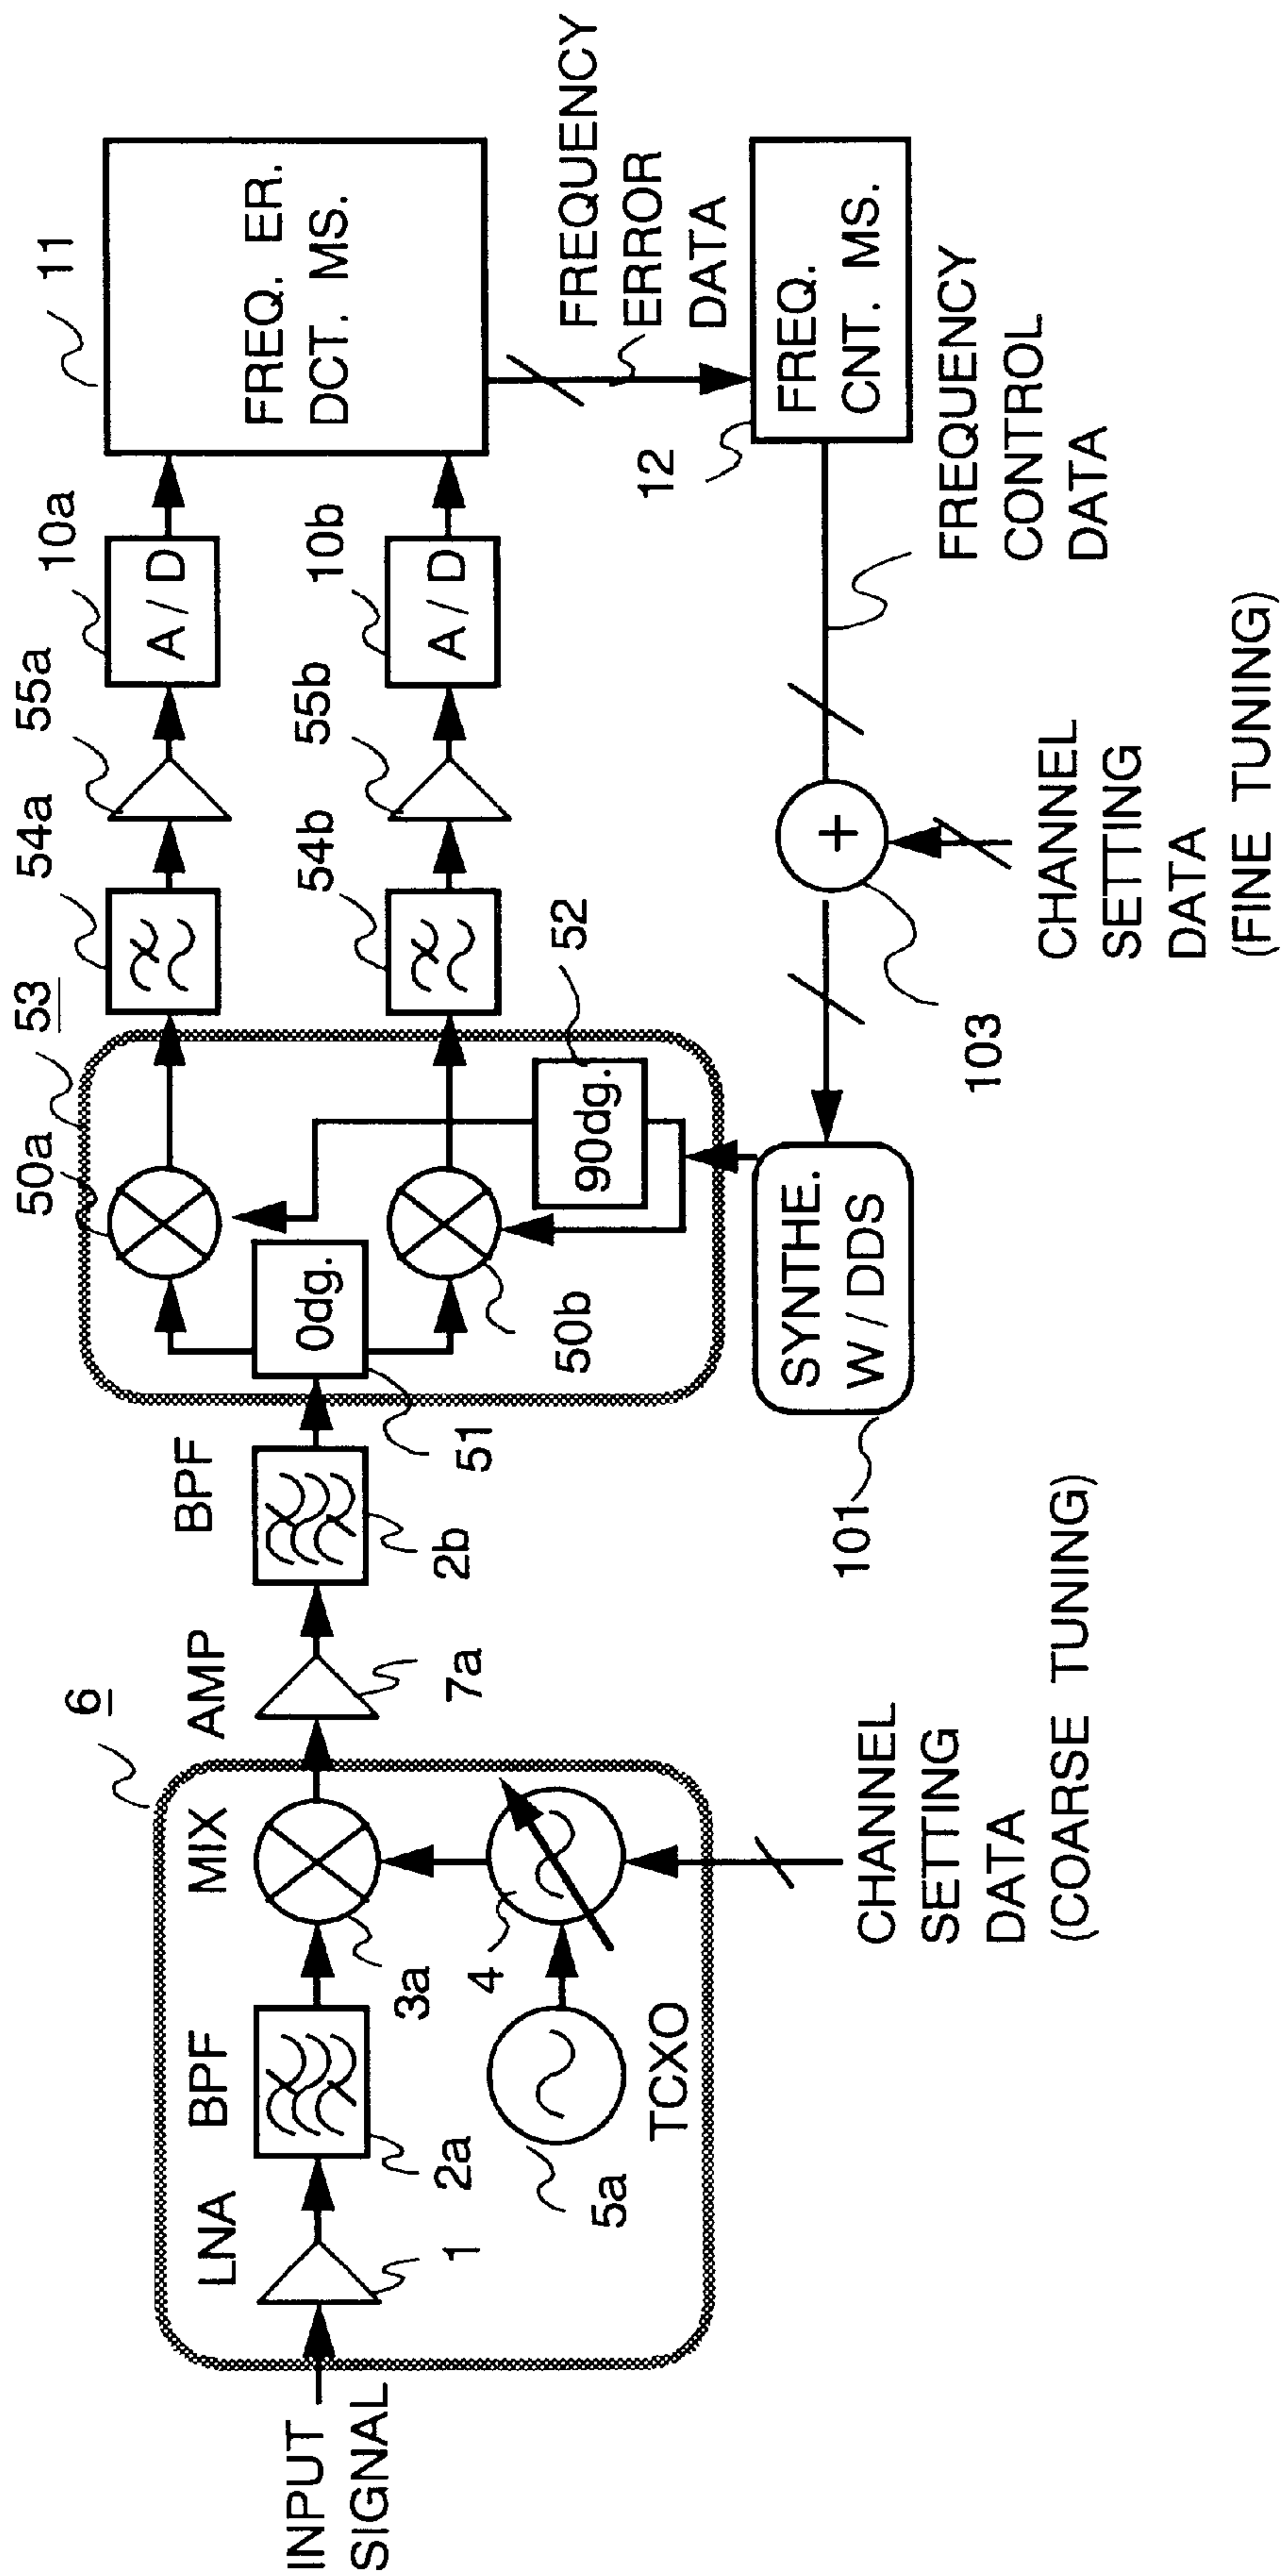 INPUT
SIGNAL
LNA
1
BPF
2a
MIX
3a
6
4
5a
TCXO
CHANNEL
SETTING
DATA
(COARSE TUNING)
AMP
7a
BPF
2b
51
0dg.
50a
50b
53
90dg.
52
54a
54b
55a
55b
10a
A / D
10b
A / D
11
FREQ. ER.
DCT. MS.
FREQUENCY
ERROR
DATA
12
FREQ.
CNT. MS.
FREQUENCY
CONTROL
DATA
+
103
CHANNEL
SETTING
DATA
(FINE TUNING)
SYNTHE.
W / DDS
101